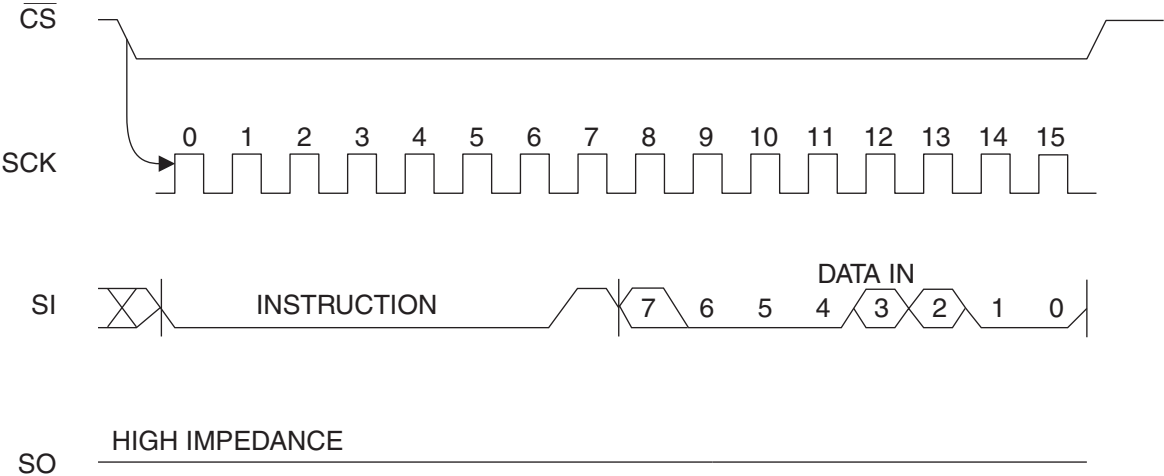 CS
0 1 2 3 4 5 6 7 8 9 10 11 12 13 14 15
SCK
DATA IN
SI INSTRUCTION 7 6 5 4 3 2 1 0
HIGH IMPEDANCE
SO